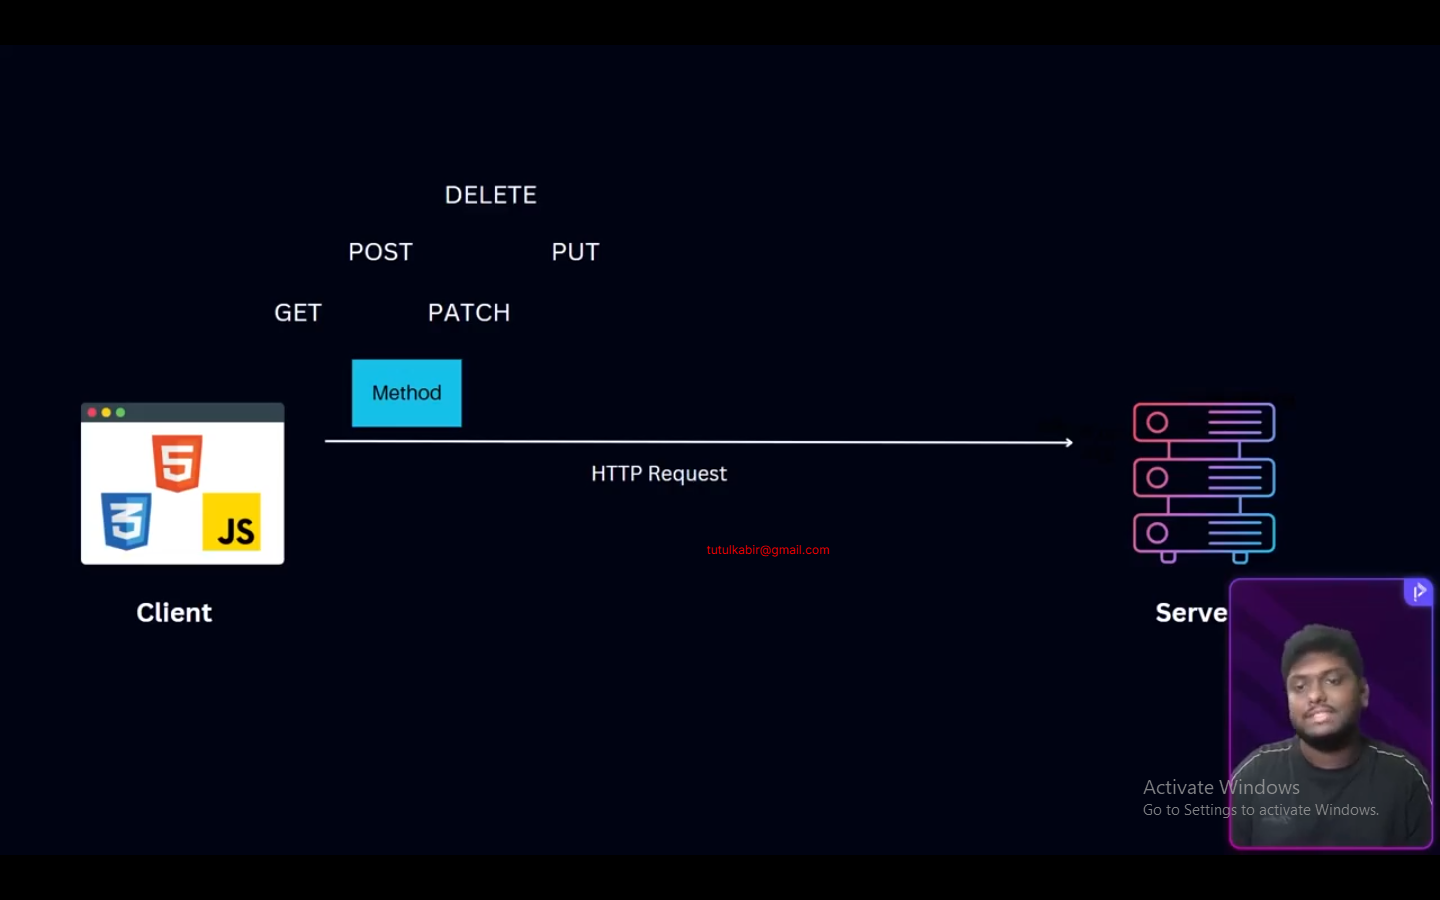 DELETE
POST
PUT
GET
PATCH
Method
HTTP Request
JS
tutulkabir@gmail.com
Client
Serve
Activate Windows
Go to Settings to activate Windows.